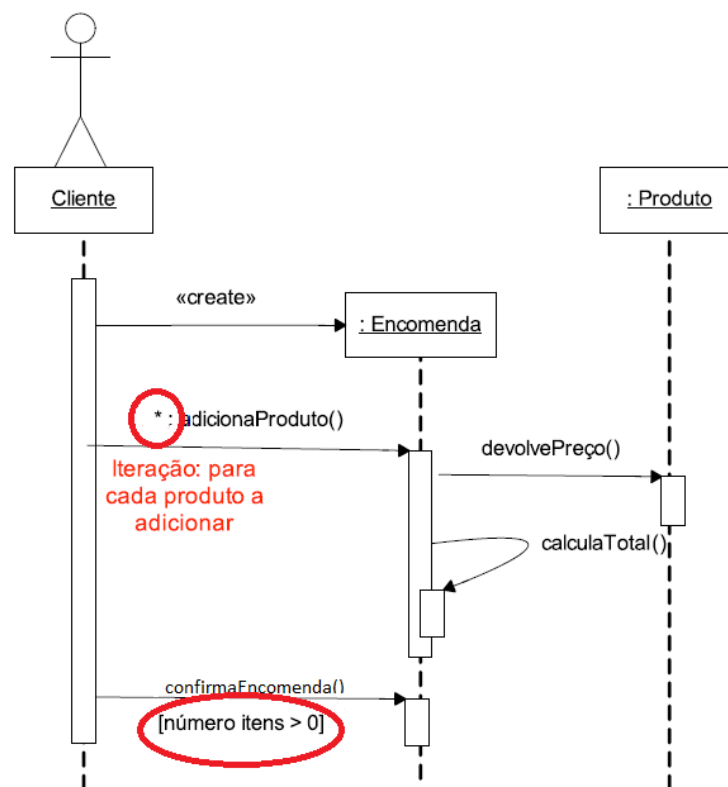 Cliente
: Produto
«create»
: Encomenda
* : adicionaProduto()
Iteração: para
cada produto a
adicionar
devolvePreço()
calculaTotal()
confirmaEncomenda()
[número itens > 0]